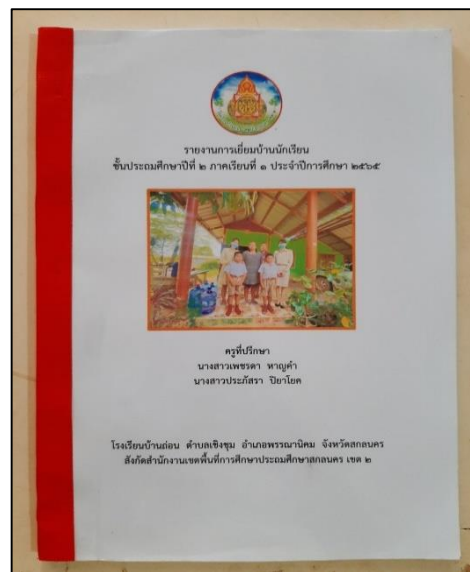 รายงานการเยี่ยมบ้านนักเรียน
ชั้นประถมศึกษาปีที่ ๒ ภาคเรียนที่ ๑ ประจำปีการศึกษา ๒๕๖๕
ครูที่ปรึกษา
นางสาวเพชรดา หาญคำ
นางสาวประภัสรา ปิยาโยค
โรงเรียนบ้านถ่อน ตำบลเชิงชุม อำเภอพรรณานิคม จังหวัดสกลนคร
สังกัดสำนักงานเขตพื้นที่การศึกษาประถมศึกษาสกลนคร เขต ๒